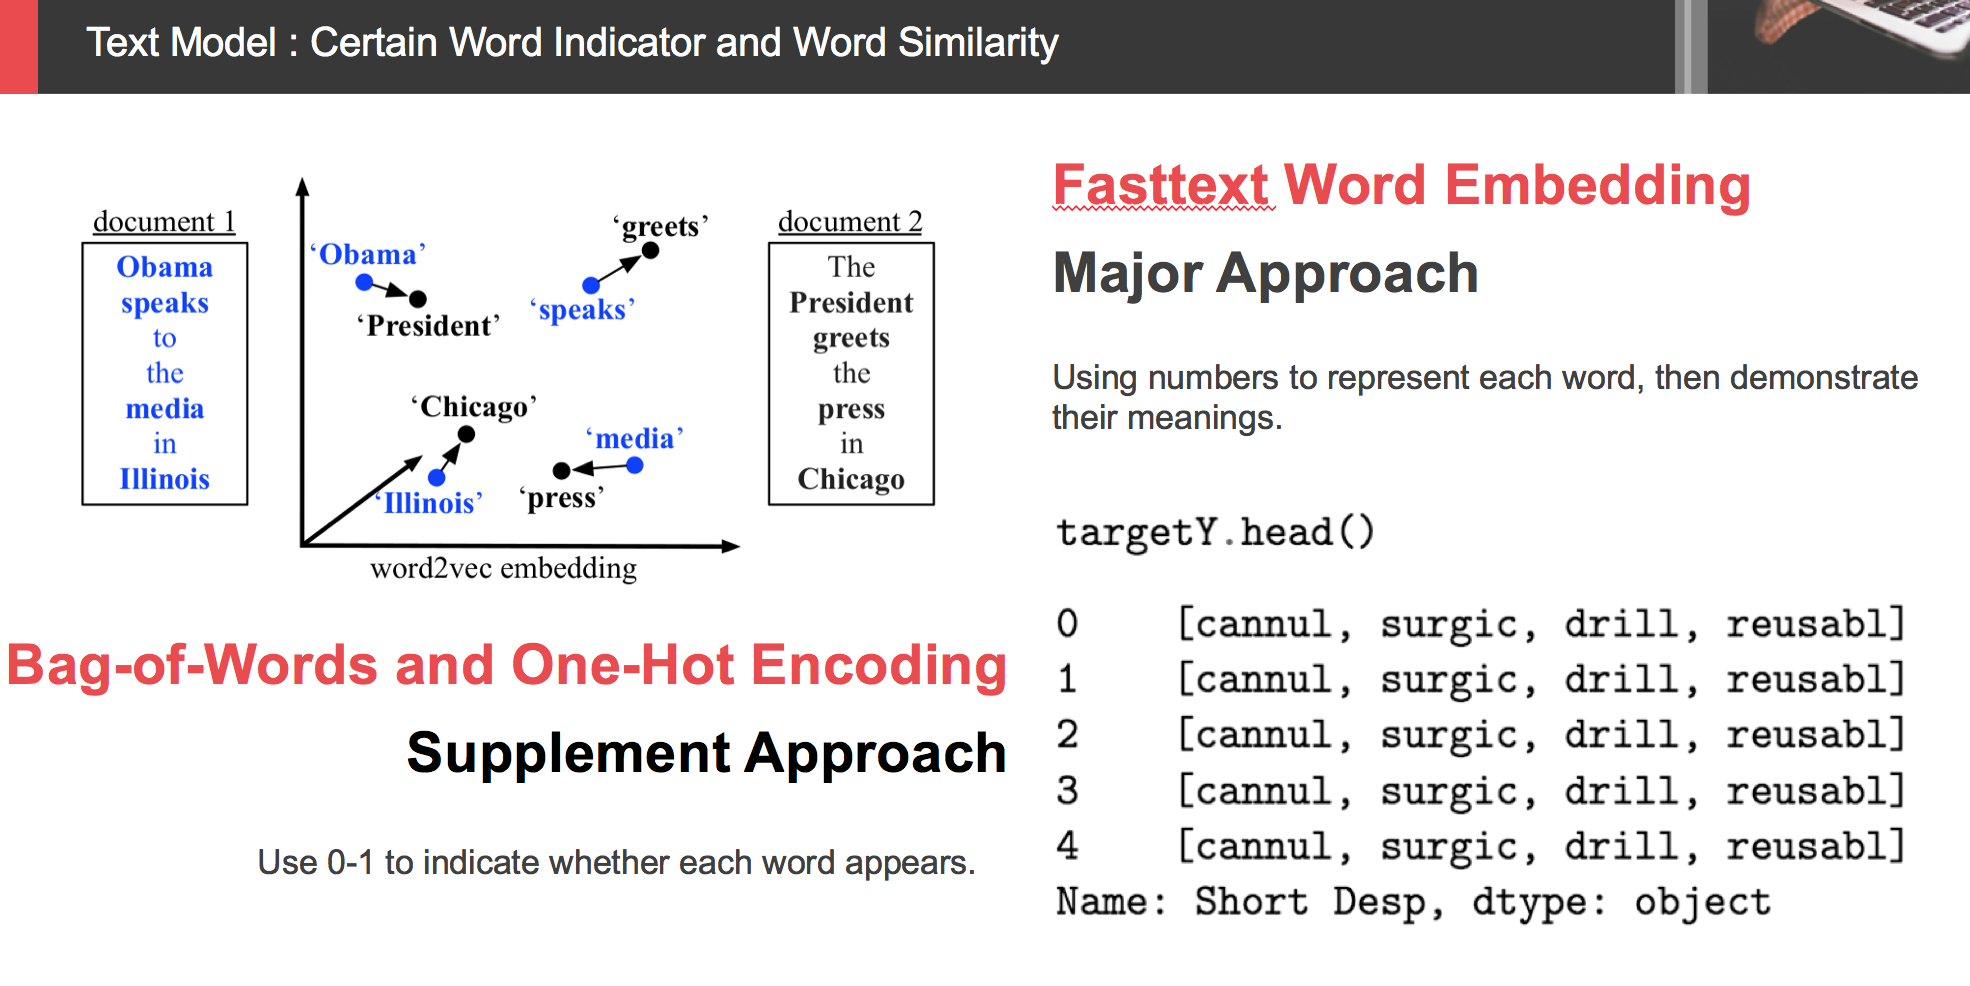 Text Model : Certain Word Indicator and Word Similarity
document 1
Obama
speaks
to
the
media
in
Illinois
‘Obama’
‘President’
‘greets’
‘speaks’
‘Chicago’
‘Illinois’
‘media’
‘press’
word2vec embedding
document 2
The
President
greets
the
press
in
Chicago
Bag-of-Words and One-Hot Encoding
Supplement Approach
Use 0-1 to indicate whether each word appears.
Fasttext Word Embedding
Major Approach
Using numbers to represent each word, then demonstrate
their meanings.
targetY.head()
0 [cannul, surgic, drill, reusabl]
1 [cannul, surgic, drill, reusabl]
2 [cannul, surgic, drill, reusabl]
3 [cannul, surgic, drill, reusabl]
4 [cannul, surgic, drill, reusabl]
Name: Short Desp, dtype: object